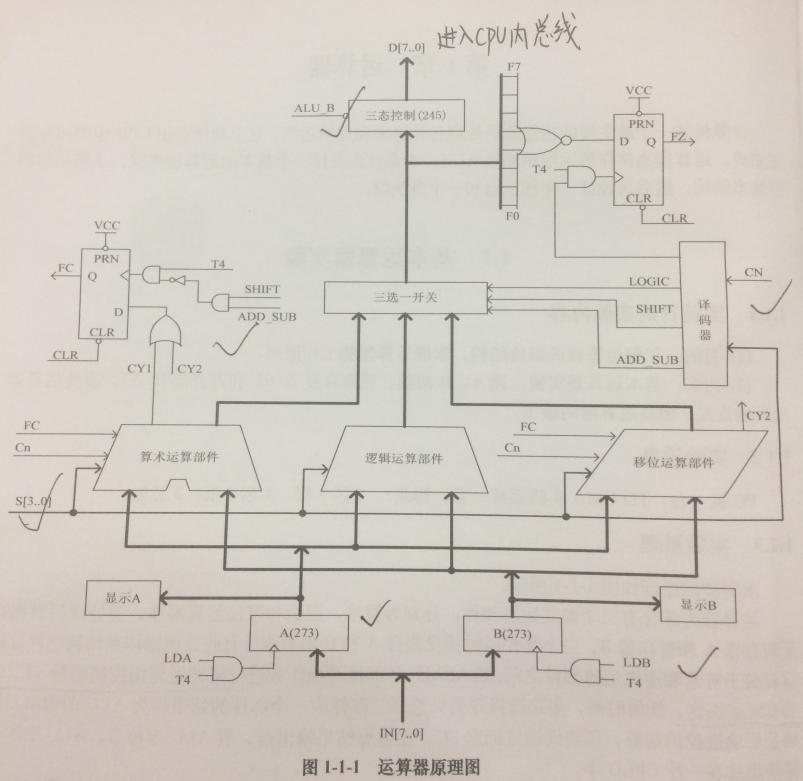 进入CPU内总线
D[7..0]
F7
VCC
ALU_B
三态控制(245)
PRN
D Q
FZ
T4
CLR
F0
CLR
VCC
FC
PRN
Q
T4
SHIFT
D
ADD_SUB
CLR
CLR
CY1
CY2
三选一开关
LOGIC
SHIFT
ADD_SUB
译码器
CN
CY2
FC
Cn
算术运算部件
逻辑运算部件
FC
Cn
移位运算部件
S[3..0]
显示A
A(273)
B(273)
显示B
LDA
T4
LDB
T4
IN[7..0]
图 1-1-1 运算器原理图